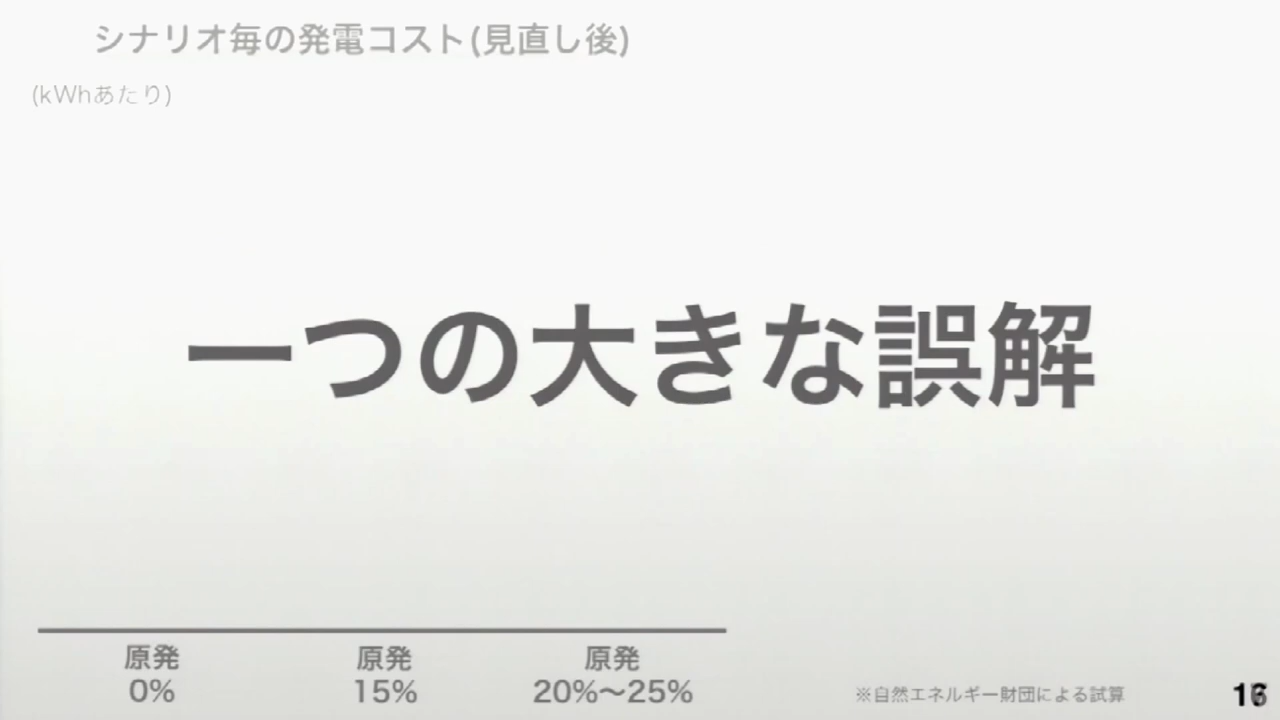 シナリオ毎の発電コスト(見直し後)
(kWhあたり)
一つの大きな誤解
原発 原発 原発
0% 15% 20%〜25%
※自然エネルギー財団による試算